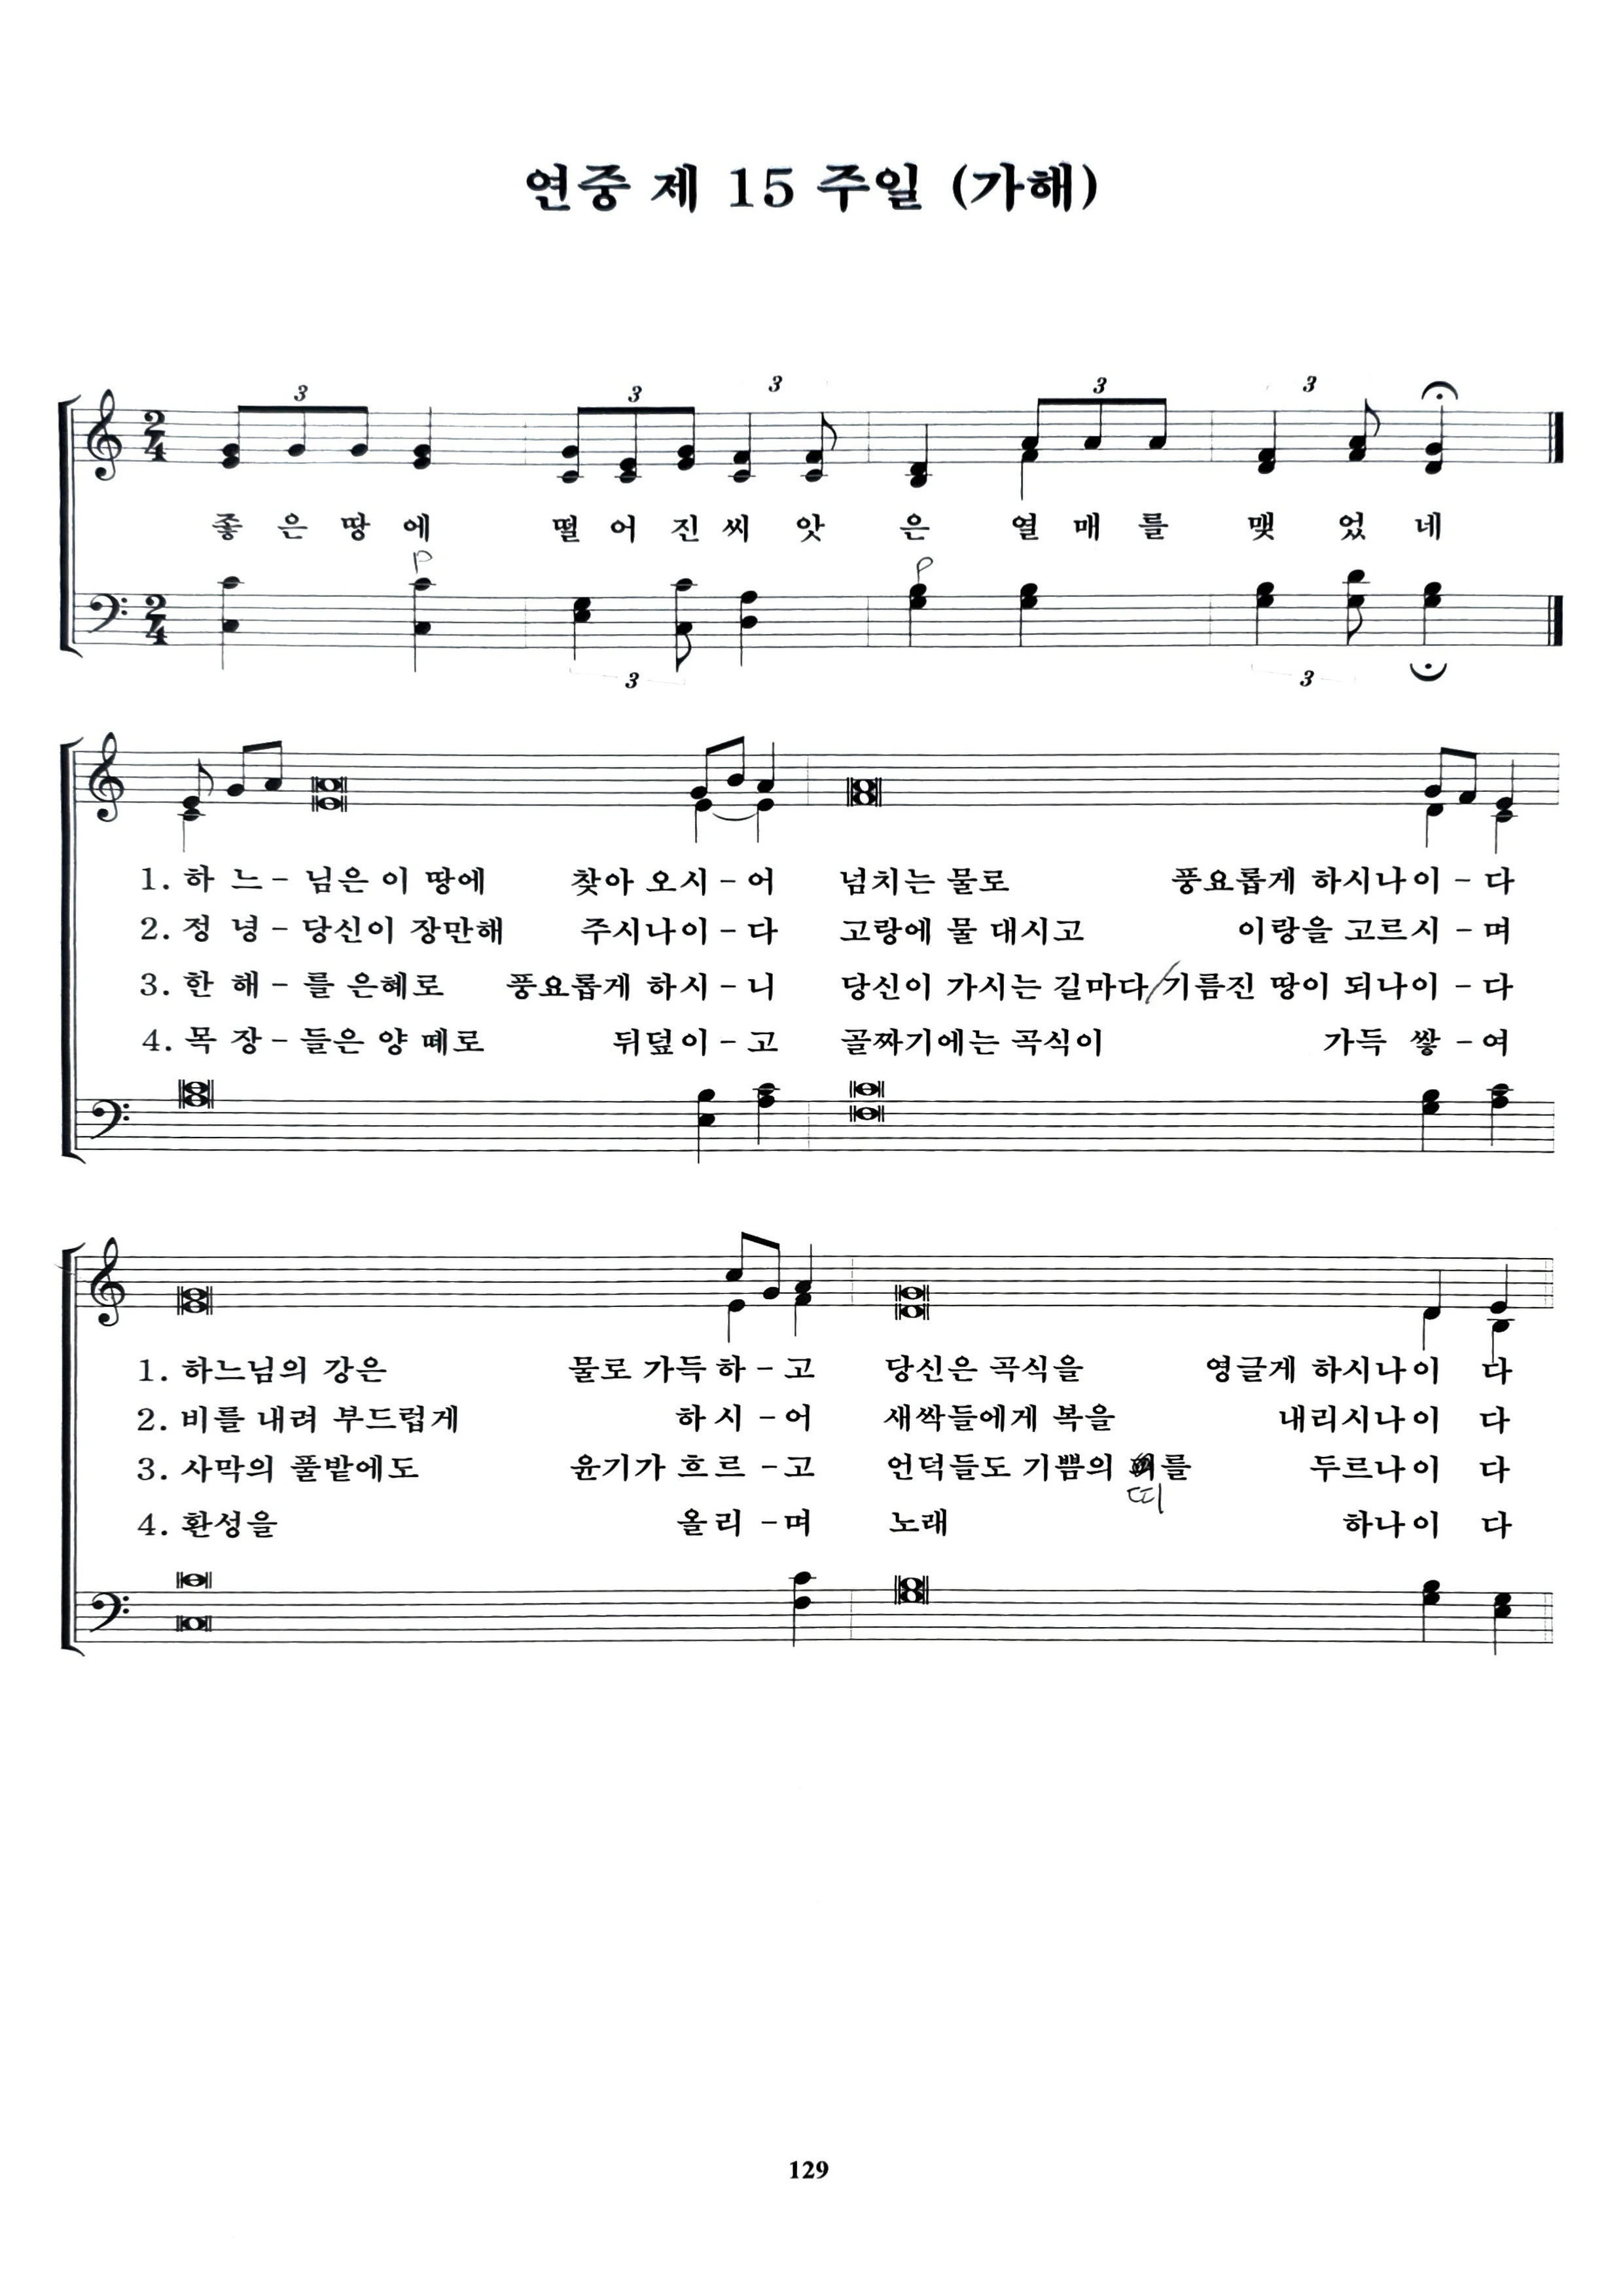 연중 제 15 주일 (가해)
3 3 3 3 3
좋 은 땅 에 떨 어 진 씨 앗 은 열 매 를 맺 었 네
P P
3 3
1. 하 느 - 님은 이 땅에 찾아 오시 - 어 넘치는 물로 풍요롭게 하시나이 - 다
2. 정 녕 - 당신이 장만해 주시나이 - 다 고랑에 물 대시고 이랑을 고르시 - 며
3. 한 해 - 를 은혜로 풍요롭게 하시 - 니 당신이 가시는 길마다/기름진 땅이 되나이 - 다
4. 목 장 - 들은 양 떼로 뒤덮이 - 고 골짜기에는 곡식이 가득 쌓 - 여
1. 하느님의 강은 물로 가득 하 - 고 당신은 곡식을 영글게 하시나이 다
2. 비를 내려 부드럽게 하 시 - 어 새싹들에게 복을 내리시나이 다
3. 사막의 풀밭에도 윤기가 흐르 - 고 언덕들도 기쁨의 를 두르나이 다
띠
4. 환성을 올리 - 며 노래 하나이 다
129